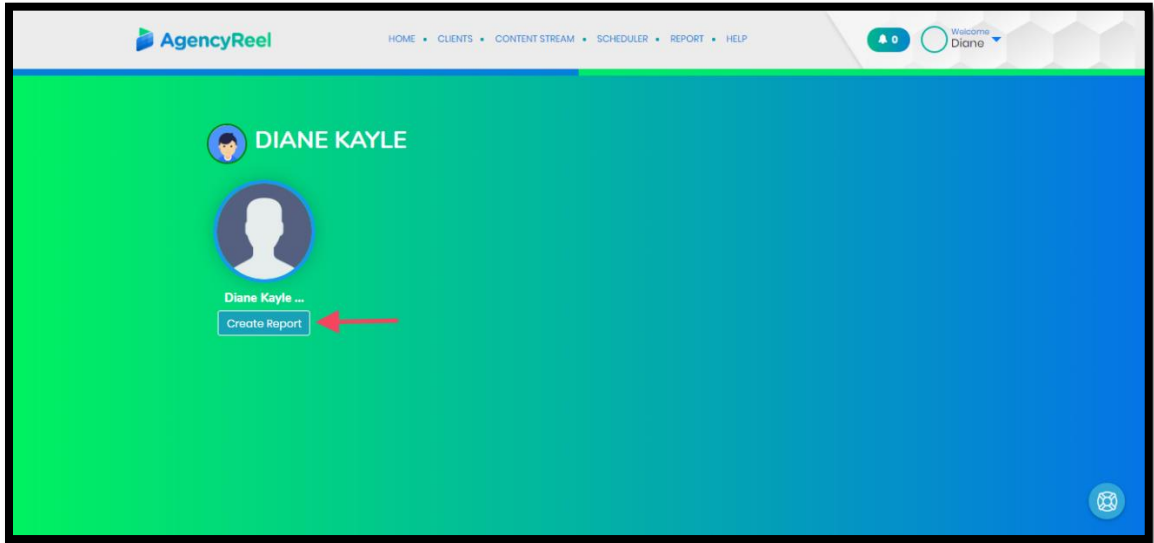 AgencyReel
HOME • CLIENTS • CONTENT STREAM • SCHEDULER • REPORT • HELP
0
Welcome
Diane
DIANE KAYLE
Diane Kayle ...
Create Report